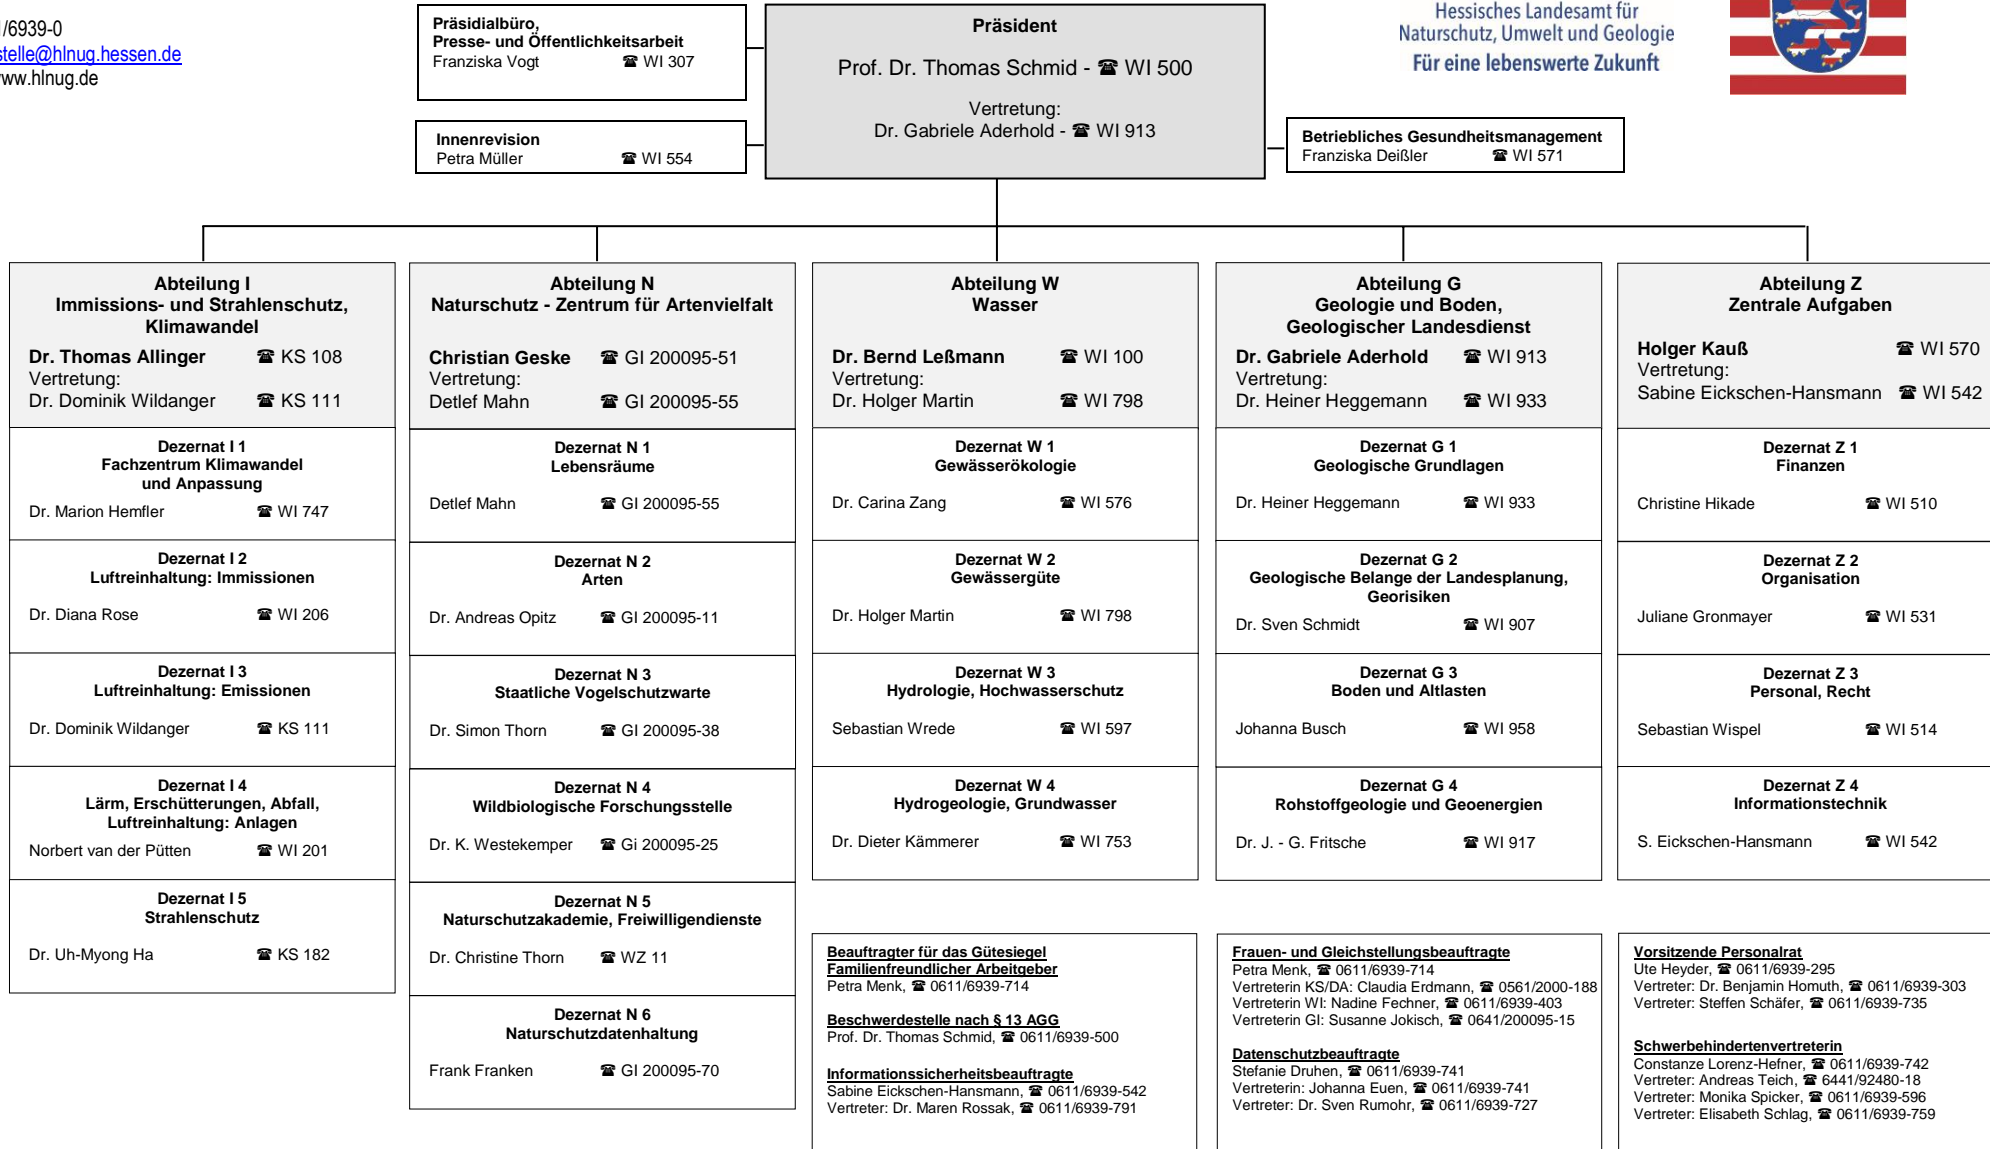 /6939-0
stelle@hlnug.hessen.de
www.hlnug.de
Präsidialbüro,
Presse- und Öffentlichkeitsarbeit
Franziska Vogt ☎ WI 307
Innenrevision
Petra Müller ☎ WI 554
Präsident
Prof. Dr. Thomas Schmid - ☎ WI 500
Vertretung:
Dr. Gabriele Aderhold - ☎ WI 913
Hessisches Landesamt für
Naturschutz, Umwelt und Geologie
Für eine lebenswerte Zukunft
Betriebliches Gesundheitsmanagement
Franziska Deißler ☎ WI 571
Abteilung I
Immissions- und Strahlenschutz,
Klimawandel
Dr. Thomas Allinger ☎ KS 108
Vertretung:
Dr. Dominik Wildanger ☎ KS 111
Dezernat I 1
Fachzentrum Klimawandel
und Anpassung
Dr. Marion Hemfler ☎ WI 747
Dezernat I 2
Luftreinhaltung: Immissionen
Dr. Diana Rose ☎ WI 206
Dezernat I 3
Luftreinhaltung: Emissionen
Dr. Dominik Wildanger ☎ KS 111
Dezernat I 4
Lärm, Erschütterungen, Abfall,
Luftreinhaltung: Anlagen
Norbert van der Pütten ☎ WI 201
Dezernat I 5
Strahlenschutz
Dr. Uh-Myong Ha ☎ KS 182
Abteilung N
Naturschutz - Zentrum für Artenvielfalt
Christian Geske ☎ GI 200095-51
Vertretung:
Detlef Mahn ☎ GI 200095-55
Dezernat N 1
Lebensräume
Detlef Mahn ☎ GI 200095-55
Dezernat N 2
Arten
Dr. Andreas Opitz ☎ GI 200095-11
Dezernat N 3
Staatliche Vogelschutzwarte
Dr. Simon Thorn ☎ GI 200095-38
Dezernat N 4
Wildbiologische Forschungsstelle
Dr. K. Westekemper ☎ Gi 200095-25
Dezernat N 5
Naturschutzakademie, Freiwilligendienste
Dr. Christine Thorn ☎ WZ 11
Dezernat N 6
Naturschutzdatenhaltung
Frank Franken ☎ GI 200095-70
Abteilung W
Wasser
Dr. Bernd Leßmann ☎ WI 100
Vertretung:
Dr. Holger Martin ☎ WI 798
Dezernat W 1
Gewässerökologie
Dr. Carina Zang ☎ WI 576
Dezernat W 2
Gewässergüte
Dr. Holger Martin ☎ WI 798
Dezernat W 3
Hydrologie, Hochwasserschutz
Sebastian Wrede ☎ WI 597
Dezernat W 4
Hydrogeologie, Grundwasser
Dr. Dieter Kämmerer ☎ WI 753
Beauftragter für das Gütesiegel
Familienfreundlicher Arbeitgeber
Petra Menk, ☎ 0611/6939-714
Beschwerdestelle nach § 13 AGG
Prof. Dr. Thomas Schmid, ☎ 0611/6939-500
Informationssicherheitsbeauftragte
Sabine Eickschen-Hansmann, ☎ 0611/6939-542
Vertreter: Dr. Maren Rossak, ☎ 0611/6939-791
Abteilung G
Geologie und Boden,
Geologischer Landesdienst
Dr. Gabriele Aderhold ☎ WI 913
Vertretung:
Dr. Heiner Heggemann ☎ WI 933
Dezernat G 1
Geologische Grundlagen
Dr. Heiner Heggemann ☎ WI 933
Dezernat G 2
Geologische Belange der Landesplanung,
Georisiken
Dr. Sven Schmidt ☎ WI 907
Dezernat G 3
Boden und Altlasten
Johanna Busch ☎ WI 958
Dezernat G 4
Rohstoffgeologie und Geoenergien
Dr. J. - G. Fritsche ☎ WI 917
Frauen- und Gleichstellungsbeauftragte
Petra Menk, ☎ 0611/6939-714
Vertreterin KS/DA: Claudia Erdmann, ☎ 0561/2000-188
Vertreterin WI: Nadine Fechner, ☎ 0611/6939-403
Vertreterin GI: Susanne Jokisch, ☎ 0641/200095-15
Datenschutzbeauftragte
Stefanie Druhen, ☎ 0611/6939-741
Vertreterin: Johanna Euen, ☎ 0611/6939-741
Vertreter: Dr. Sven Rumohr, ☎ 0611/6939-727
Abteilung Z
Zentrale Aufgaben
Holger Kauß ☎ WI 570
Vertretung:
Sabine Eickschen-Hansmann ☎ WI 542
Dezernat Z 1
Finanzen
Christine Hikade ☎ WI 510
Dezernat Z 2
Organisation
Juliane Gronmayer ☎ WI 531
Dezernat Z 3
Personal, Recht
Sebastian Wispel ☎ WI 514
Dezernat Z 4
Informationstechnik
S. Eickschen-Hansmann ☎ WI 542
Vorsitzende Personalrat
Ute Heyder, ☎ 0611/6939-295
Vertreter: Dr. Benjamin Homuth, ☎ 0611/6939-303
Vertreter: Steffen Schäfer, ☎ 0611/6939-735
Schwerbehindertenvertreterin
Constanze Lorenz-Hefner, ☎ 0611/6939-742
Vertreter: Andreas Teich, ☎ 6441/92480-18
Vertreter: Monika Spicker, ☎ 0611/6939-596
Vertreter: Elisabeth Schlag, ☎ 0611/6939-759